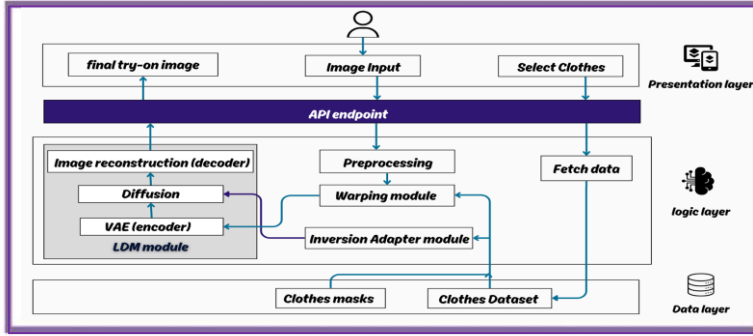 final try-on image
Image Input
Select Clothes
Presentation layer
API endpoint
Image reconstruction (decoder)
Preprocessing
Fetch data
Diffusion
Warping module
logic layer
VAE (encoder)
Inversion Adapter module
LDM module
Clothes masks
Clothes Dataset
Data layer